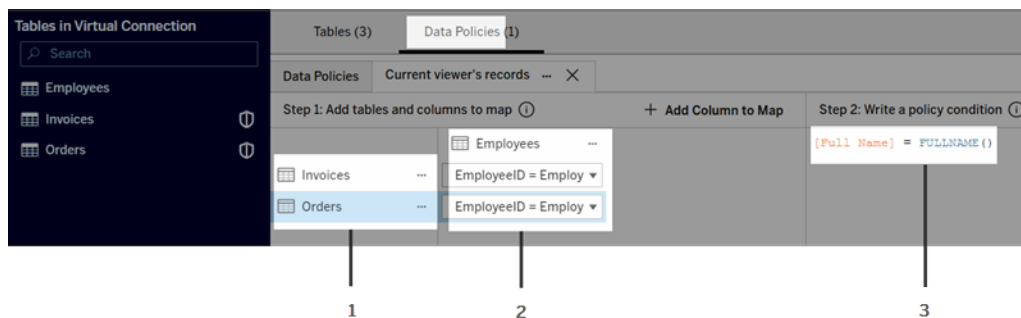 Tables in Virtual Connection
Search
Employees
Invoices
Orders
Tables (3)
Data Policies (1)
Data Policies
Current viewer's records
Step 1: Add tables and columns to map
+ Add Column to Map
Step 2: Write a policy condition
Employees
Invoices
EmployeeID = Employ
Orders
EmployeeID = Employ
[Full Name] = FULLNAME()
1
2
3